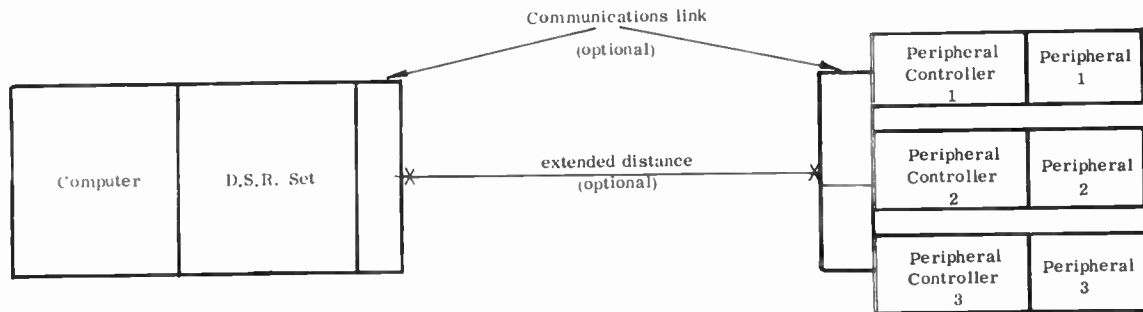 Communications link
(optional)
Computer
D.S.R. Set
extended distance
(optional)
Peripheral
Controller
1
Peripheral
1
Peripheral
Controller
2
Peripheral
2
Peripheral
Controller
3
Peripheral
3